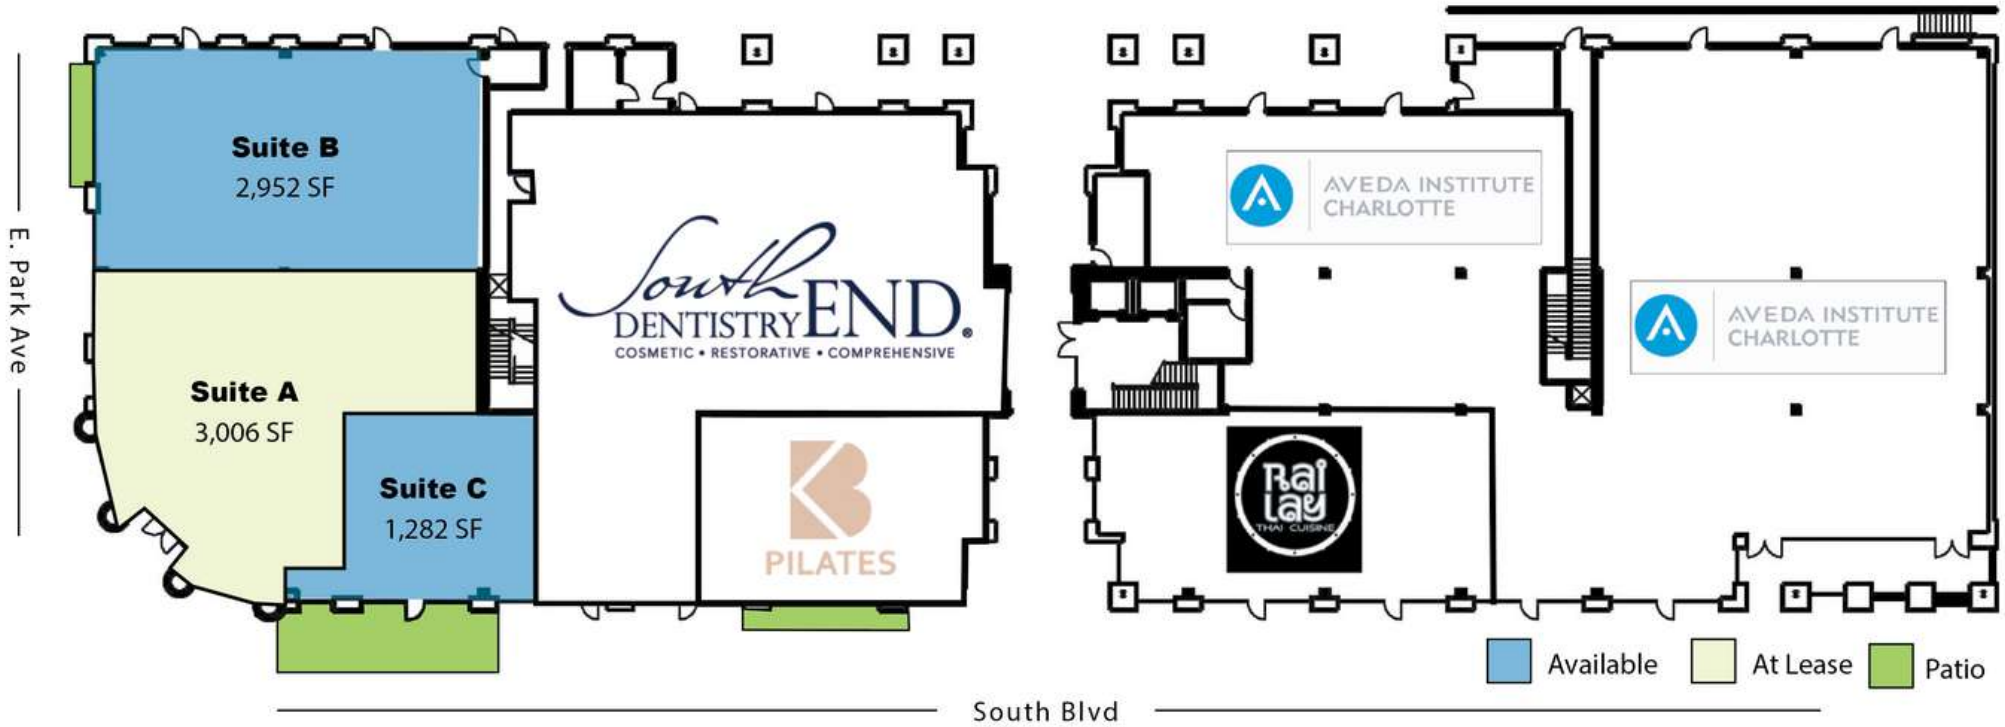 Suite B
2,952 SF
E. Park Ave
Suite A
3,006 SF
Suite C
1,282 SF
South END®
DENTISTRY
COSMETIC • RESTORATIVE • COMPREHENSIVE
KB
PILATES
AVEDA INSTITUTE
CHARLOTTE
AVEDA INSTITUTE
CHARLOTTE
Rai
Lay
THAI CUISINE
Available
At Lease
Patio
South Blvd